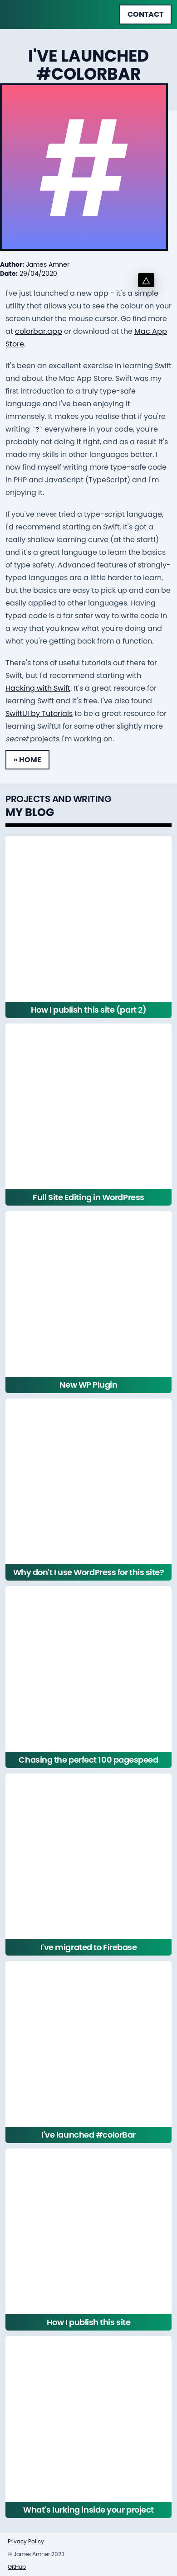 CONTACT
I'VE LAUNCHED
#COLORBAR
#
Author: James Amner
Date: 29/04/2020
I've just launched a new app - it's a simple
utility that allows you to see the colour on your
screen under the mouse cursor. Go find more
at colorbar.app or download at the Mac App
Store.
It's been an excellent exercise in learning Swift
and about the Mac App Store. Swift was my
first introduction to a truly type-safe
language and I've been enjoying it
immensely. It makes you realise that if you're
writing `?` everywhere in your code, you're
probably not doing it right, and as a result it's
made my skills in other languages better. I
now find myself writing more type-safe code
in PHP and JavaScript (TypeScript) and I'm
enjoying it.
If you've never tried a type-script language,
I'd recommend starting on Swift. It's got a
really shallow learning curve (at the start!)
and it's a great language to learn the basics
of type safety. Advanced features of strongly-
typed languages are a little harder to learn,
but the basics are easy to pick up and can be
easily applied to other languages. Having
typed code is a far safer way to write code in
a way that you know what you're doing and
what you're getting back from a function.
There's tons of useful tutorials out there for
Swift, but I'd recommend starting with
Hacking with Swift. It's a great resource for
learning Swift and it's free. I've also found
SwiftUI by Tutorials to be a great resource for
learning SwiftUI for some other slightly more
secret projects I'm working on.
« HOME
PROJECTS AND WRITING
MY BLOG
How I publish this site (part 2)
Full Site Editing in WordPress
New WP Plugin
Why don't I use WordPress for this site?
Chasing the perfect 100 pagespeed
I've migrated to Firebase
I've launched #colorBar
How I publish this site
What's lurking inside your project
Privacy Policy
© James Amner 2023
GitHub